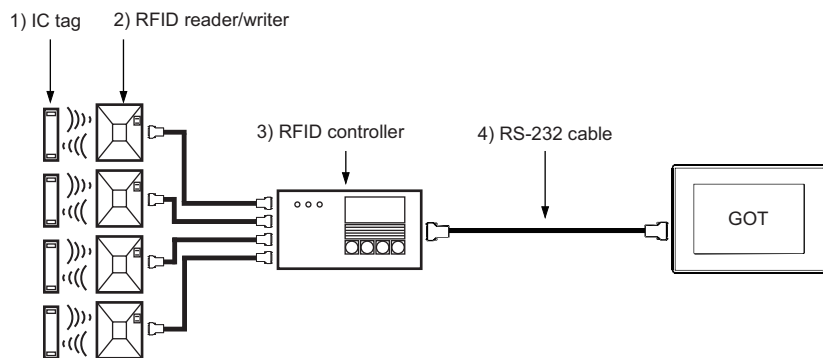 1) IC tag
2) RFID reader/writer
3) RFID controller
4) RS-232 cable
GOT